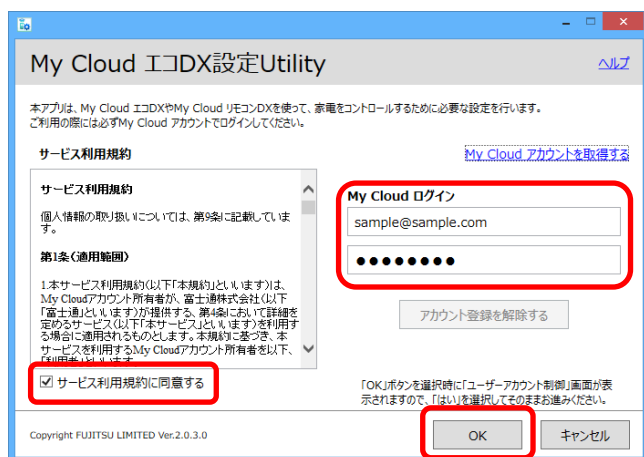 My Cloud エコDX設定Utility
ヘルプ
本アプリは、My Cloud エコDXやMy Cloud リモコンDXを使って、家電をコントロールするために必要な設定を行います。
ご利用の際には必ずMy Cloud アカウントでログインしてください。
サービス利用規約
My Cloud アカウントを取得する
サービス利用規約
個人情報の取り扱いについては、第9条に記載していま
す。
第1条（適用範囲）
1.本サービス利用規約（以下「本規約」といいます）は、
My Cloudアカウント所有者が、富士通株式会社（以下
「富士通」といいます）が提供する、第4条において詳細を
定めるサービス（以下「本サービス」といいます）を利用す
る場合に適用されるものとします。本規約に基づき、本
サービスを利用するMy Cloudアカウント所有者を以下、
「利用者」といいます。
My Cloud ログイン
sample@sample.com
●●●●●●●●
アカウント登録を解除する
サービス利用規約に同意する
「OK」ボタンを選択時に「ユーザーアカウント制御」画面が表
示されますので、「はい」を選択してそのままお進みください。
Copyright FUJITSU LIMITED Ver.2.0.3.0
OK
キャンセル